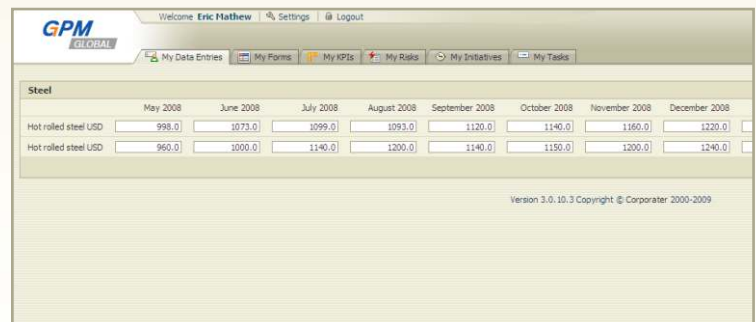 Welcome Eric Mathew Settings Logout
GPM
GLOBAL
My Data Entries My Forms My KPIs My Risks My Initiatives My Tasks
Steel
May 2008 June 2008 July 2008 August 2008 September 2008 October 2008 November 2008 December 2008
Hot rolled steel USD 998.0 1073.0 1099.0 1093.0 1120.0 1140.0 1160.0 1220.0
Hot rolled steel USD 960.0 1000.0 1140.0 1200.0 1140.0 1150.0 1200.0 1240.0
Version 3.0.10.3 Copyright © Corporater 2000-2009